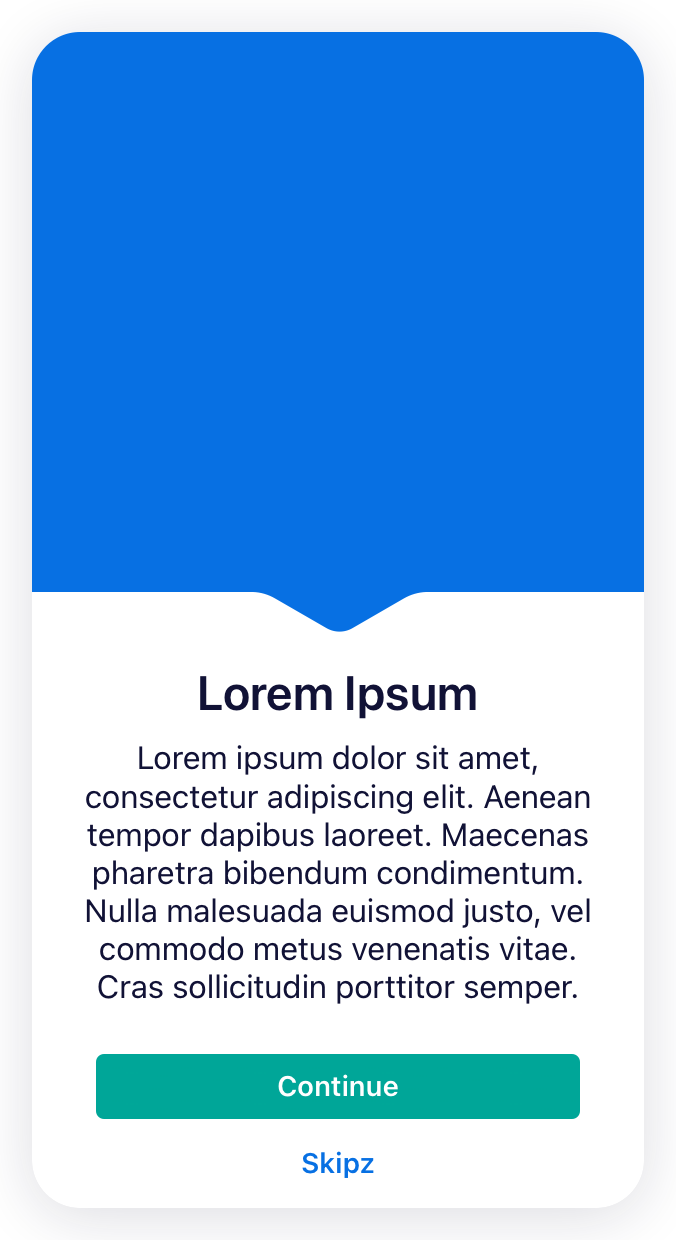 Lorem Ipsum
Lorem ipsum dolor sit amet,
consectetur adipiscing elit. Aenean
tempor dapibus laoreet. Maecenas
pharetra bibendum condimentum.
Nulla malesuada euismod justo, vel
commodo metus venenatis vitae.
Cras sollicitudin porttitor semper.
Continue
Skipz